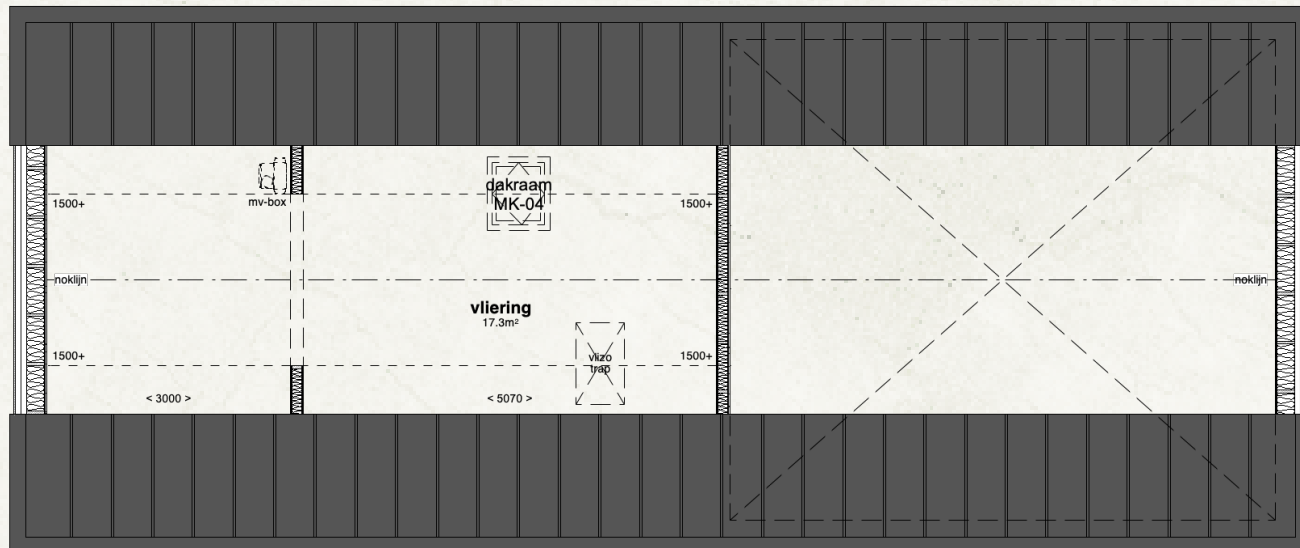 dakraam
MK-04
mv-box
1500+
1500+
noklijn
noklijn
vliering
17.3m²
1500+
1500+
vlizo
trap
< 3000 >
< 5070 >